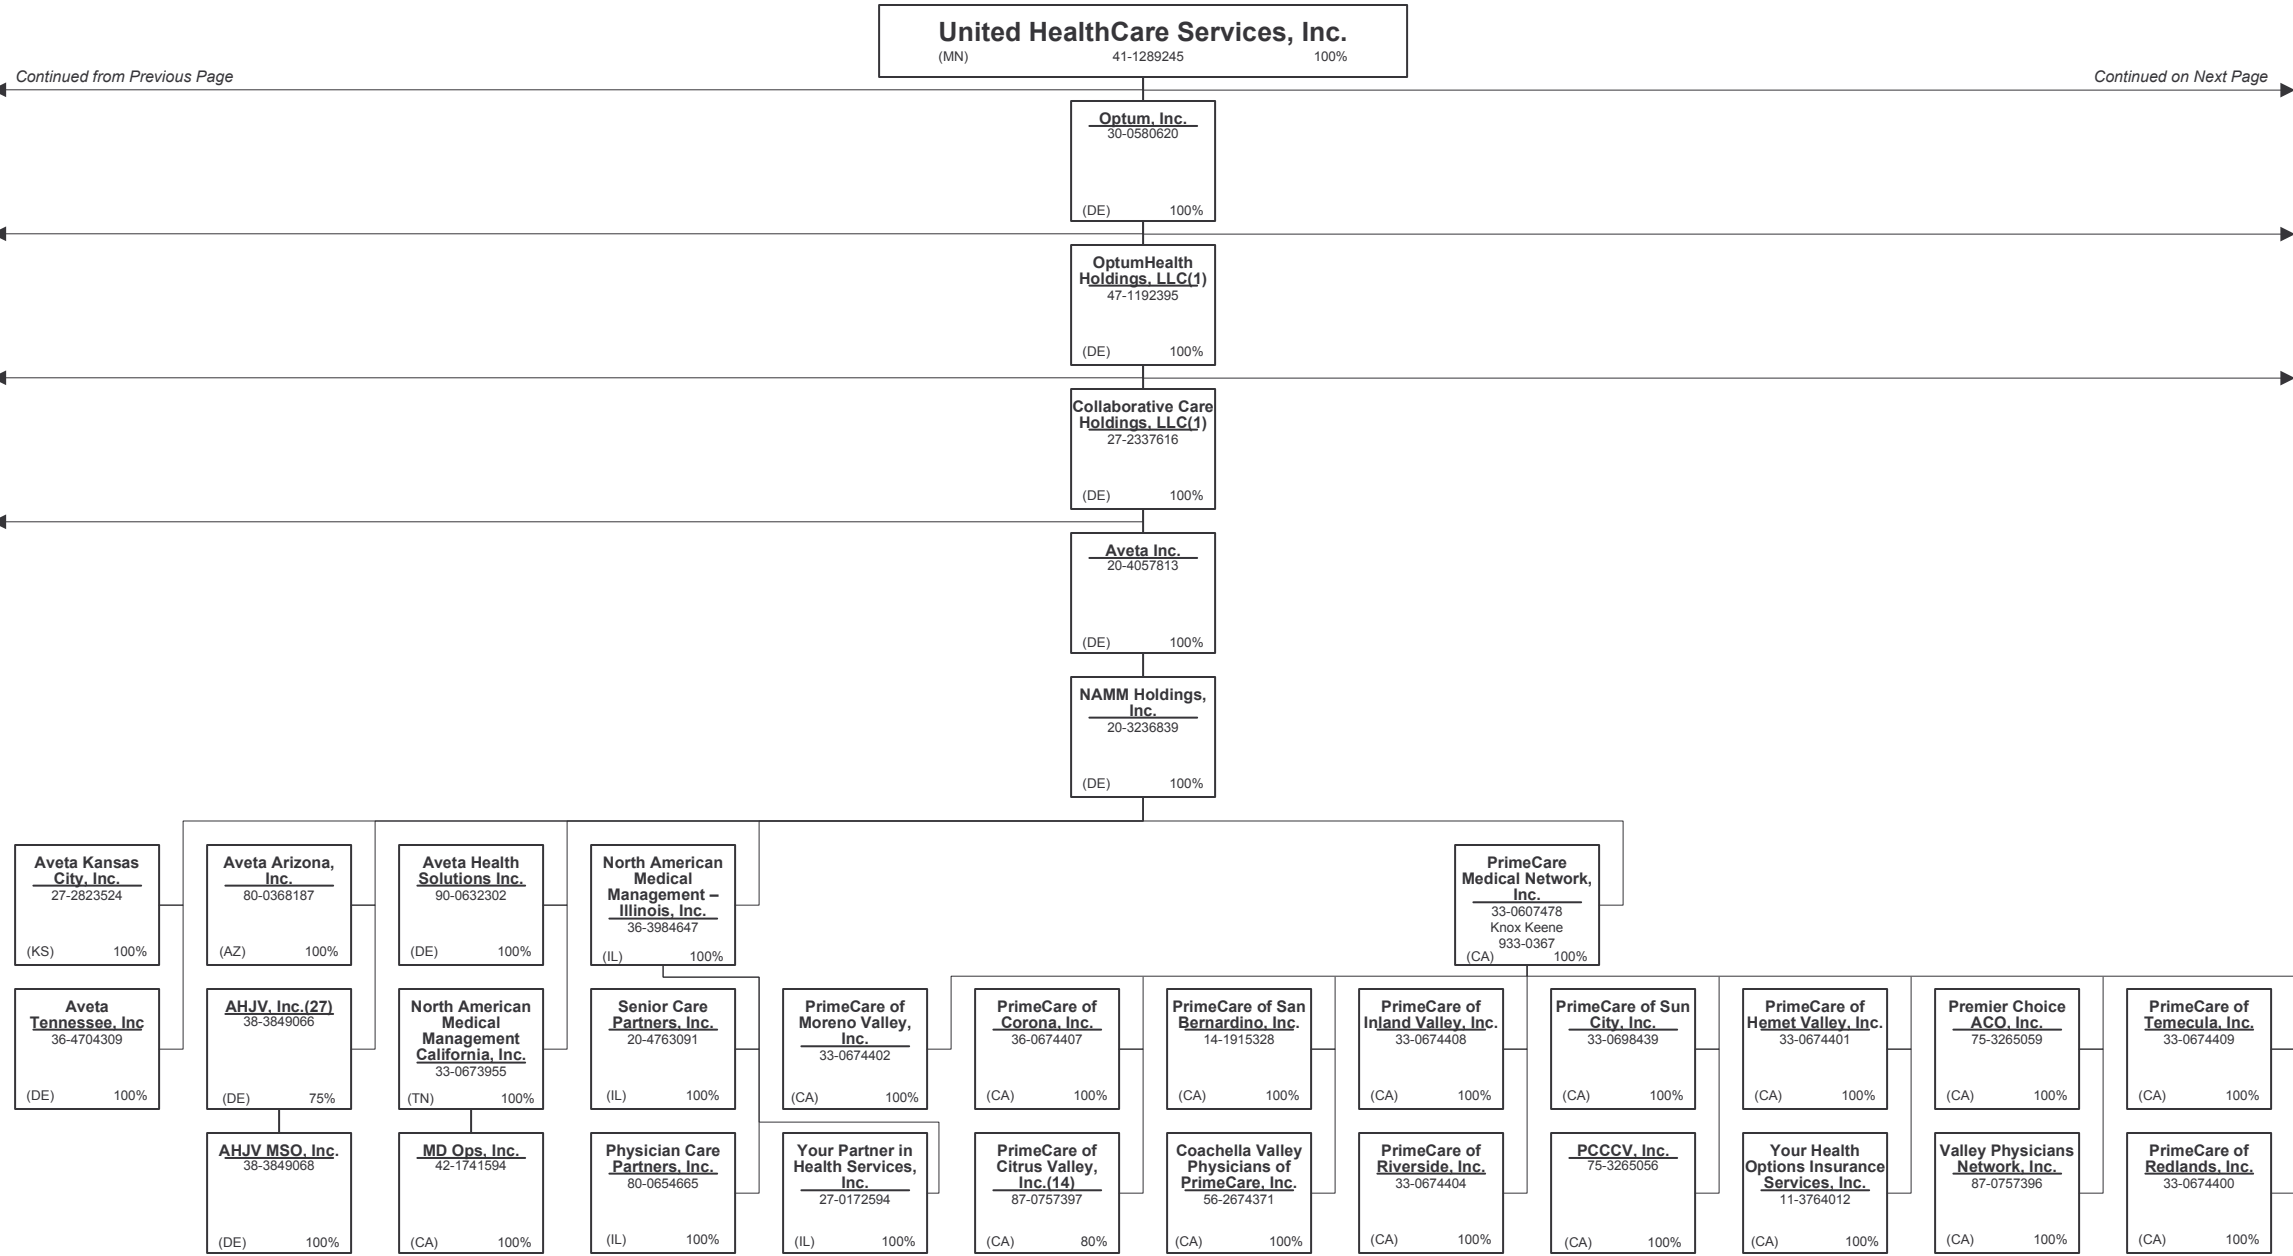 United HealthCare Services, Inc.
(MN) 41-1289245 100%
Continued from Previous Page
Continued on Next Page
Optum, Inc.
30-0580620
(DE) 100%
OptumHealth
Holdings, LLC(1)
47-1192395
(DE) 100%
Collaborative Care
Holdings, LLC(1)
27-2337616
(DE) 100%
Aveta Inc.
20-4057813
(DE) 100%
NAMM Holdings,
Inc.
20-3236839
(DE) 100%
Aveta Kansas
City, Inc.
27-2823524
(KS) 100%
Aveta Arizona,
Inc.
80-0368187
(AZ) 100%
Aveta Health
Solutions Inc.
90-0632302
(DE) 100%
North American
Medical
Management –
Illinois, Inc.
36-3984647
(IL) 100%
PrimeCare
Medical Network,
Inc.
33-0607478
Knox Keene
933-0367
(CA) 100%
Aveta
Tennessee, Inc
36-4704309
(DE) 100%
AHJV, Inc.(27)
38-3849066
(DE) 75%
North American
Medical
Management
California, Inc.
33-0673955
(TN) 100%
Senior Care
Partners, Inc.
20-4763091
(IL) 100%
PrimeCare of
Moreno Valley,
Inc.
33-0674402
(CA) 100%
PrimeCare of
Corona, Inc.
36-0674407
(CA) 100%
PrimeCare of San
Bernardino, Inc.
14-1915328
(CA) 100%
PrimeCare of
Inland Valley, Inc.
33-0674408
(CA) 100%
PrimeCare of Sun
City, Inc.
33-0698439
(CA) 100%
PrimeCare of
Hemet Valley, Inc.
33-0674401
(CA) 100%
Premier Choice
ACO, Inc.
75-3265059
(CA) 100%
PrimeCare of
Temecula, Inc.
33-0674409
(CA) 100%
AHJV MSO, Inc.
38-3849068
(DE) 100%
MD Ops, Inc.
42-1741594
(CA) 100%
Physician Care
Partners, Inc.
80-0654665
(IL) 100%
Your Partner in
Health Services,
Inc.
27-0172594
(IL) 100%
PrimeCare of
Citrus Valley,
Inc.(14)
87-0757397
(CA) 80%
Coachella Valley
Physicians of
PrimeCare, Inc.
56-2674371
(CA) 100%
PrimeCare of
Riverside, Inc.
33-0674404
(CA) 100%
PCCCV, Inc.
75-3265056
(CA) 100%
Your Health
Options Insurance
Services, Inc.
11-3764012
(CA) 100%
Valley Physicians
Network, Inc.
87-0757396
(CA) 100%
PrimeCare of
Redlands, Inc.
33-0674400
(CA) 100%